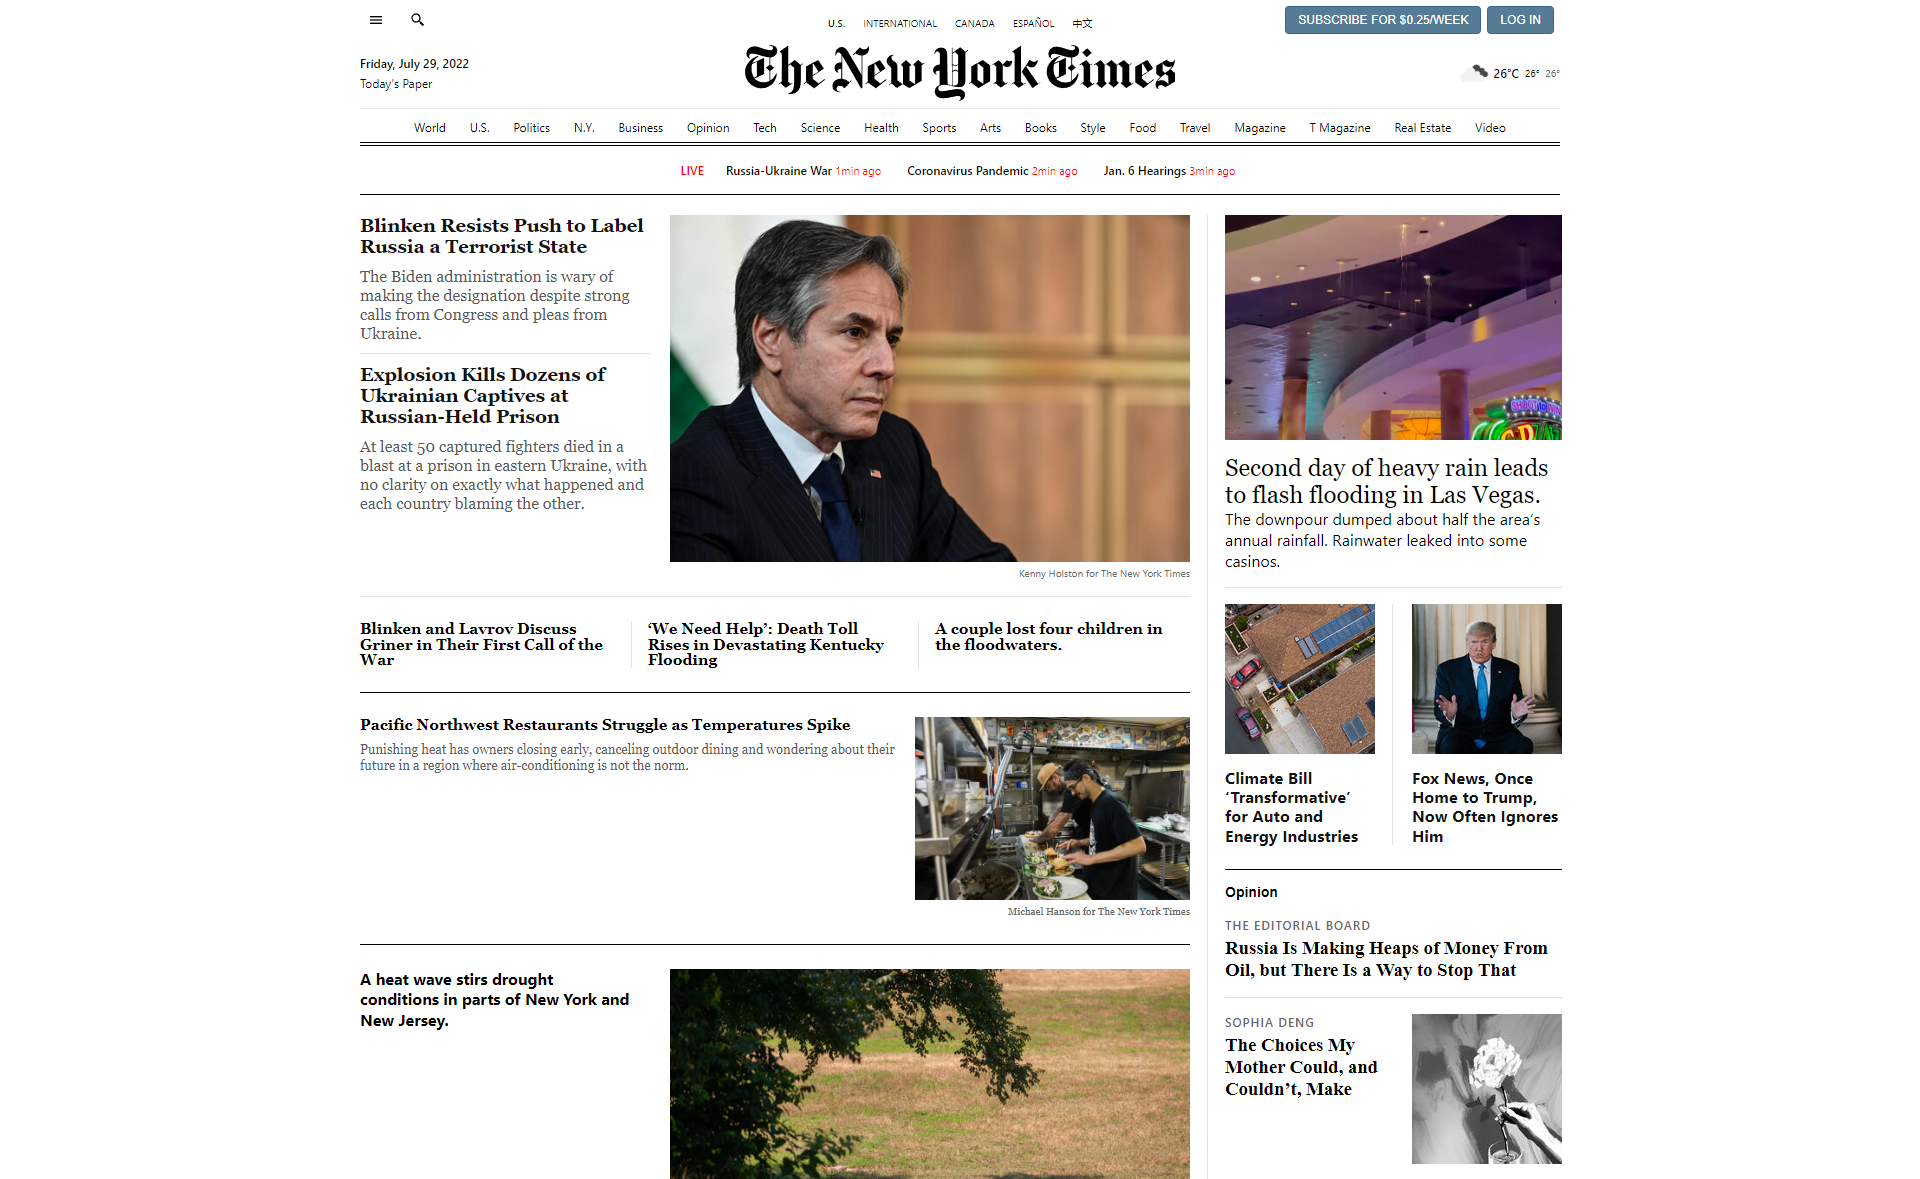 U.S. INTERNATIONAL CANADA ESPAÑOL 中文
SUBSCRIBE FOR $0.25/WEEK LOG IN
Friday, July 29, 2022
Today's Paper
The New York Times
26°C 26° 26°
World U.S. Politics N.Y. Business Opinion Tech Science Health Sports Arts Books Style Food Travel Magazine T Magazine Real Estate Video
LIVE Russia-Ukraine War 1min ago Coronavirus Pandemic 2min ago Jan. 6 Hearings 3min ago
Blinken Resists Push to Label
Russia a Terrorist State
The Biden administration is wary of
making the designation despite strong
calls from Congress and pleas from
Ukraine.
Explosion Kills Dozens of
Ukrainian Captives at
Russian-Held Prison
At least 50 captured fighters died in a
blast at a prison in eastern Ukraine, with
no clarity on exactly what happened and
each country blaming the other.
Kenny Holston for The New York Times
Blinken and Lavrov Discuss
Griner in Their First Call of the
War
‘We Need Help’: Death Toll
Rises in Devastating Kentucky
Flooding
A couple lost four children in
the floodwaters.
Pacific Northwest Restaurants Struggle as Temperatures Spike
Punishing heat has owners closing early, canceling outdoor dining and wondering about their
future in a region where air-conditioning is not the norm.
Michael Hanson for The New York Times
A heat wave stirs drought
conditions in parts of New York and
New Jersey.
Second day of heavy rain leads
to flash flooding in Las Vegas.
The downpour dumped about half the area’s
annual rainfall. Rainwater leaked into some
casinos.
Climate Bill
‘Transformative’
for Auto and
Energy Industries
Fox News, Once
Home to Trump,
Now Often Ignores
Him
Opinion
THE EDITORIAL BOARD
Russia Is Making Heaps of Money From
Oil, but There Is a Way to Stop That
SOPHIA DENG
The Choices My
Mother Could, and
Couldn’t, Make